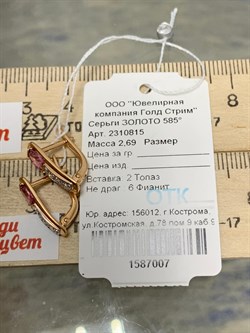 ООО "Ювелирная
компания Голд Стрим"
Серьги ЗОЛОТО 585°
Арт. 2310815
Масса 2,69 Размер
Цена за гр.
Цена изд.
Вставка 2 Топаз
Не драг 6 Фианит
ОТК
Юр. адрес: 156012, г Кострома
ул Костромская, д.78 пом 9 каб 9
1587007
цвет